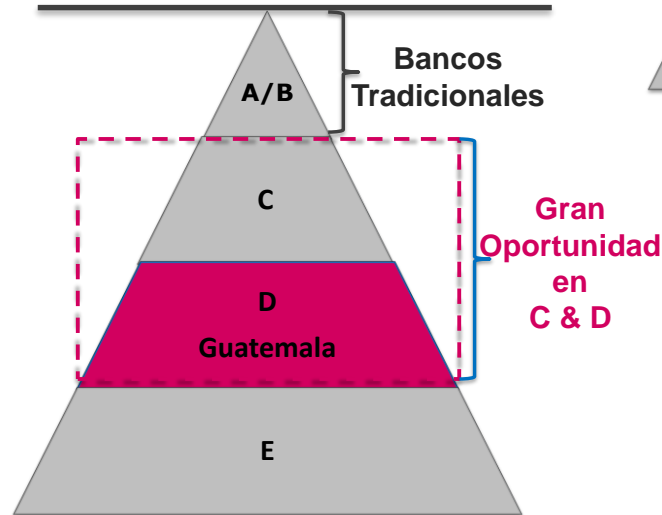 A/B
Bancos
Tradicionales
C
Gran
Oportunidad
en
C & D
D
Guatemala
E